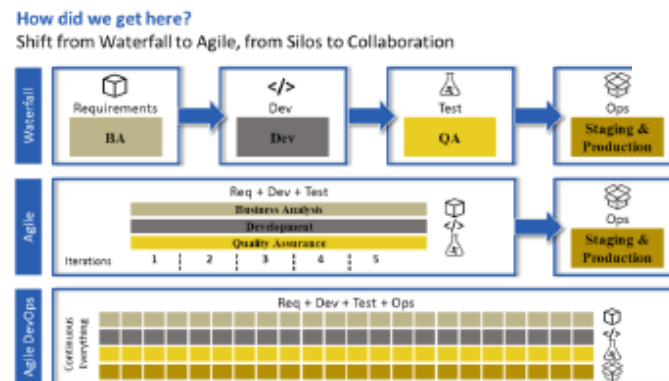 How did we get here?
Shift from Waterfall to Agile, from Silos to Collaboration
Waterfall
Requirements
BA
</>
Dev
Dev
Test
QA
Ops
Staging &
Production
Agile
Req + Dev + Test
Business Analysis
Development
Quality Assurance
Iterations 1 2 3 4 5
</>
Ops
Staging &
Production
Agile DevOps
Continuous
Everything
Req + Dev + Test + Ops
</>